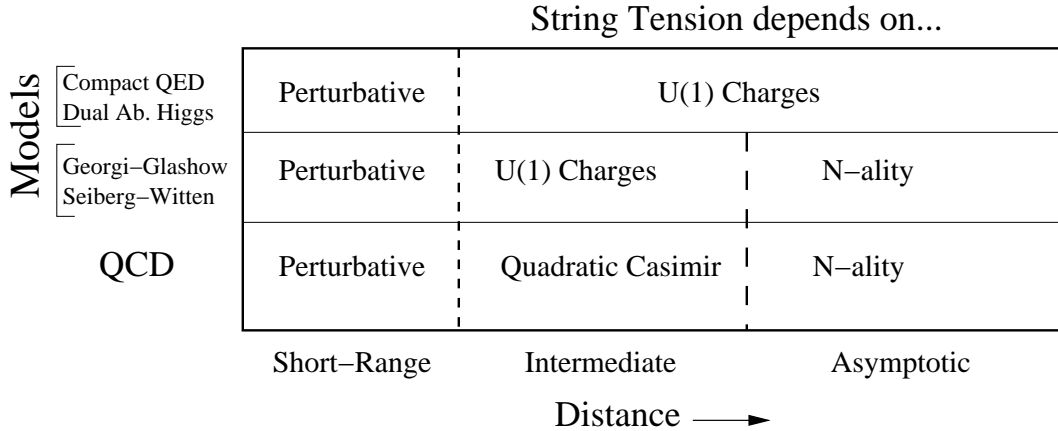 String Tension depends on...
Models
Compact QED
Dual Ab. Higgs
Perturbative
U(1) Charges
Georgi−Glashow
Seiberg−Witten
Perturbative
U(1) Charges
N−ality
QCD
Perturbative
Quadratic Casimir
N−ality
Short−Range
Intermediate
Asymptotic
Distance